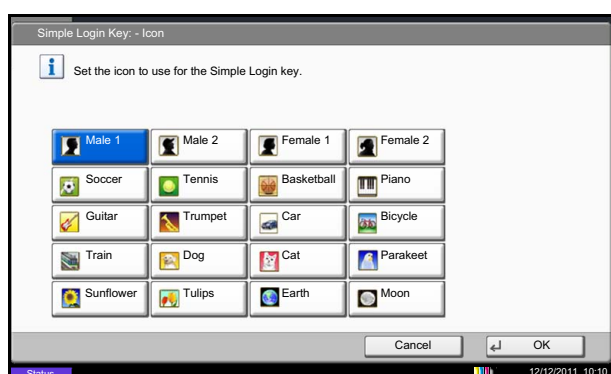 Simple Login Key: - Icon
Set the icon to use for the Simple Login key.
Male 1 Male 2 Female 1 Female 2
Soccer Tennis Basketball Piano
Guitar Trumpet Car Bicycle
Train Dog Cat Parakeet
Sunflower Tulips Earth Moon
Cancel OK
Status 12/12/2011 10:10